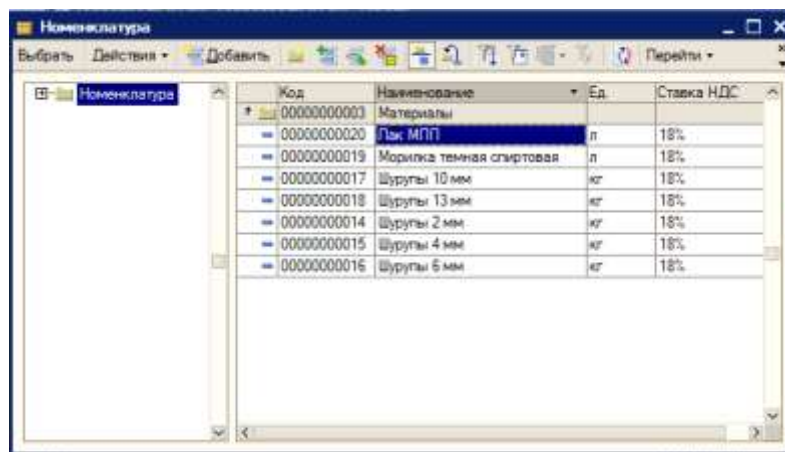 Номенклатура
Выбрать Действия Добавить Перейти
Номенклатура
Код Наименование Ед. Ставка НДС
00000000003 Материалы
00000000020 Лак МПП л 18%
00000000019 Морилка темная спиртовая л 18%
00000000017 Шурупы 10 мм кг 18%
00000000018 Шурупы 13 мм кг 18%
00000000014 Шурупы 2 мм кг 18%
00000000015 Шурупы 4 мм кг 18%
00000000016 Шурупы 6 мм кг 18%